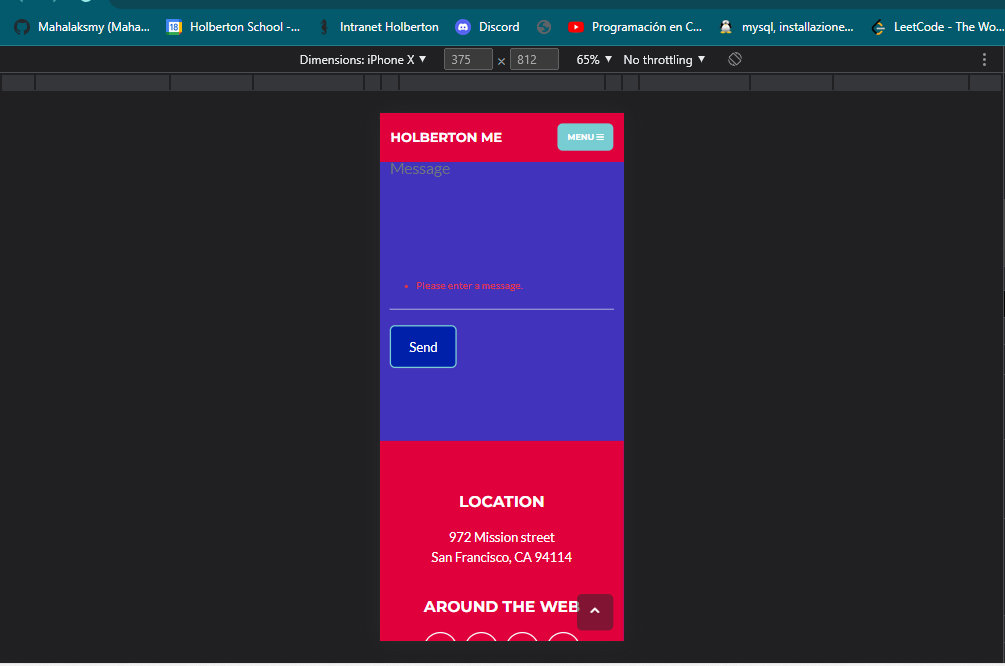 Mahalaksmy (Maha...
18
Holberton School -...
Intranet Holberton
Discord
Programación en C...
mysql, installazione...
LeetCode - The Wo...
Dimensions: iPhone X ▼
375 × 812
65% ▼
No throttling ▼
HOLBERTON ME
MENU
Message
Please enter a message.
Send
LOCATION
972 Mission street
San Francisco, CA 94114
AROUND THE WEB